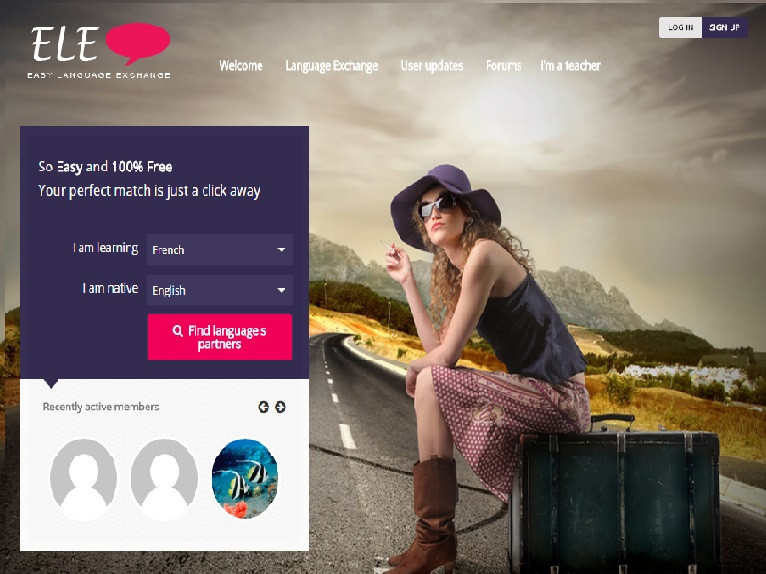 ELE
EASY LANGUAGE EXCHANGE
LOG IN
SIGN UP
Welcome
Language Exchange
User updates
Forums
I'm a teacher
So Easy and 100% Free
Your perfect match is just a click away
I am learning
French
I am native
English
Find language's
partners
Recently active members